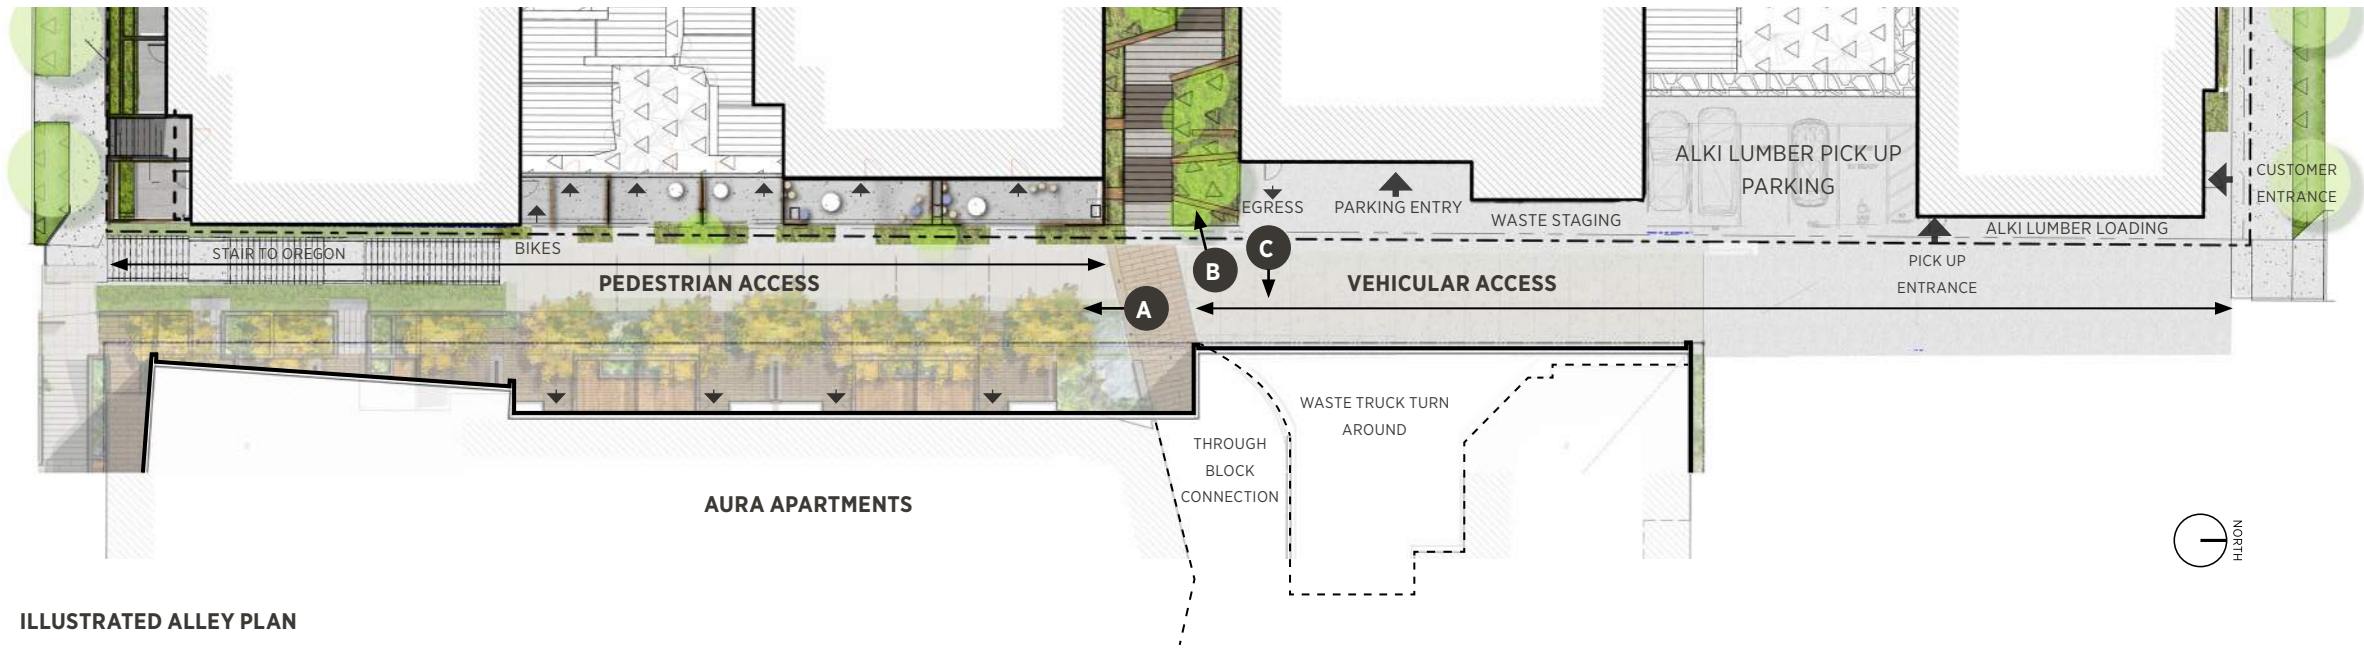 ALKI LUMBER PICK UP
PARKING
CUSTOMER
ENTRANCE
EGRESS
PARKING ENTRY
WASTE STAGING
ALKI LUMBER LOADING
STAIR TO OREGON
BIKES
PEDESTRIAN ACCESS
B
C
VEHICULAR ACCESS
PICK UP
ENTRANCE
A
WASTE TRUCK TURN
AROUND
THROUGH
BLOCK
CONNECTION
AURA APARTMENTS
NORTH
ILLUSTRATED ALLEY PLAN